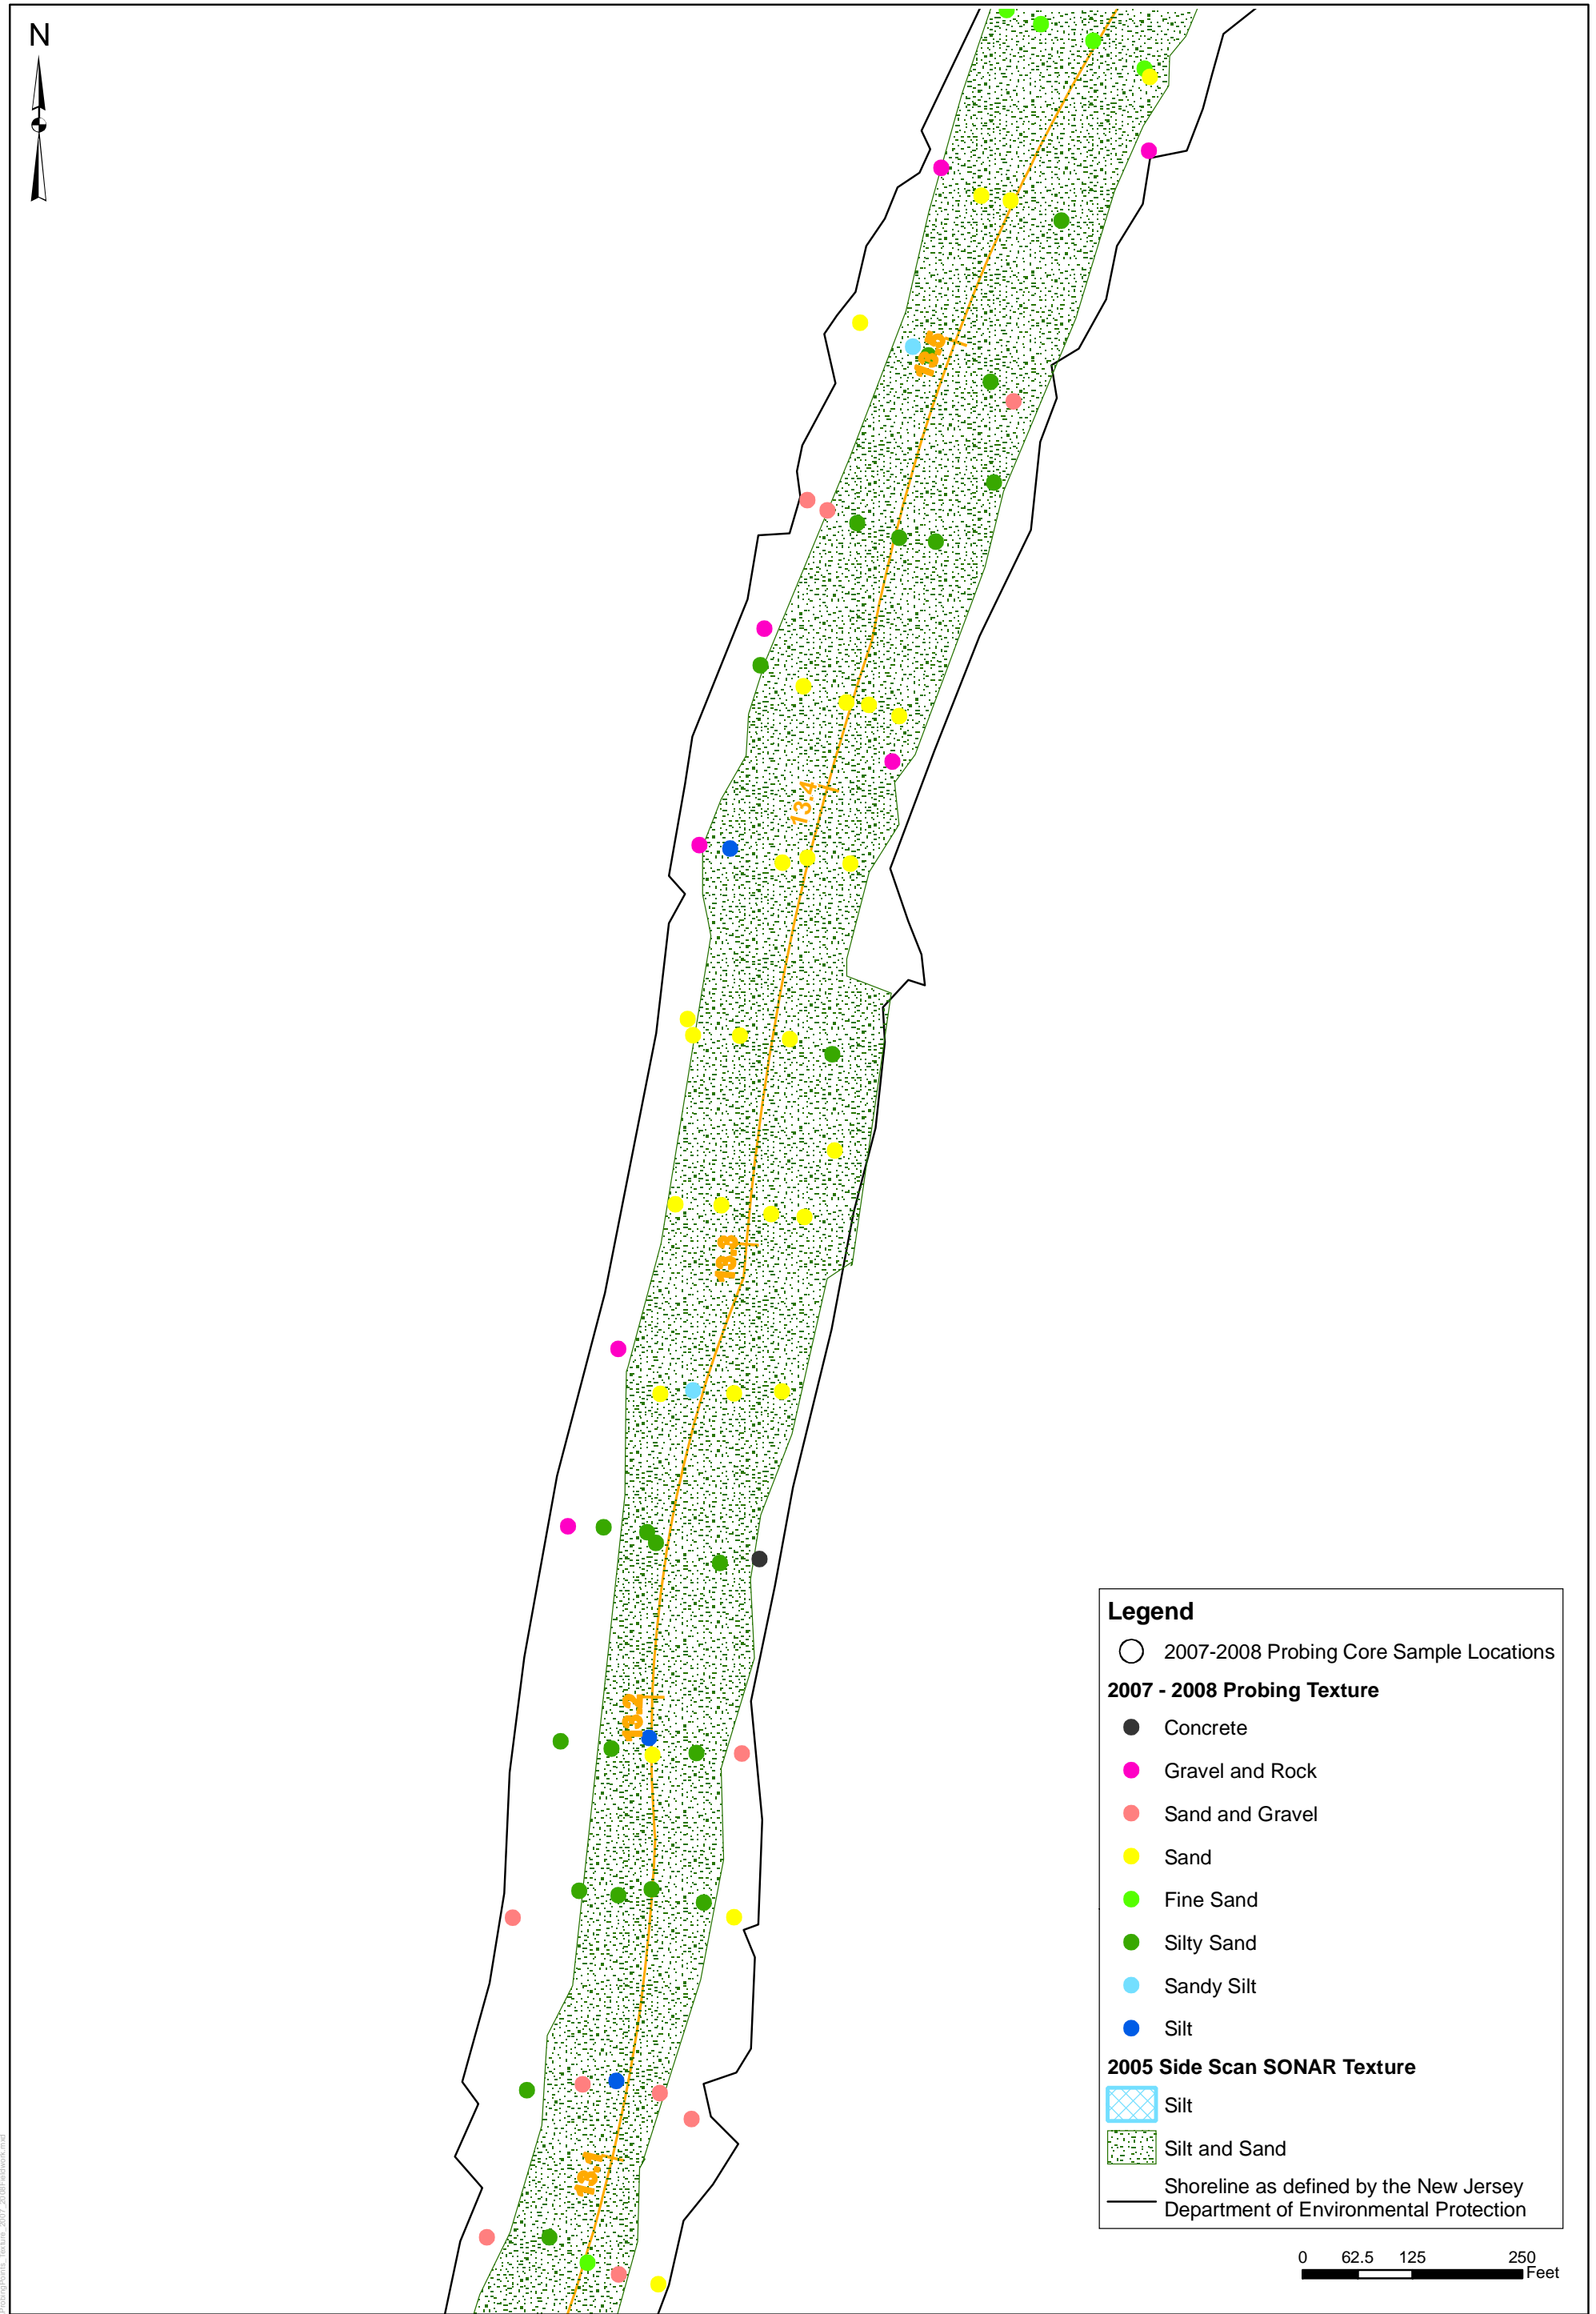 N
13.4
13.3
13.2
13.1
Legend
2007-2008 Probing Core Sample Locations
2007 - 2008 Probing Texture
Concrete
Gravel and Rock
Sand and Gravel
Sand
Fine Sand
Silty Sand
Sandy Silt
Silt
2005 Side Scan SONAR Texture
Silt
Silt and Sand
Shoreline as defined by the New Jersey
Department of Environmental Protection
0 62.5 125 250
Feet